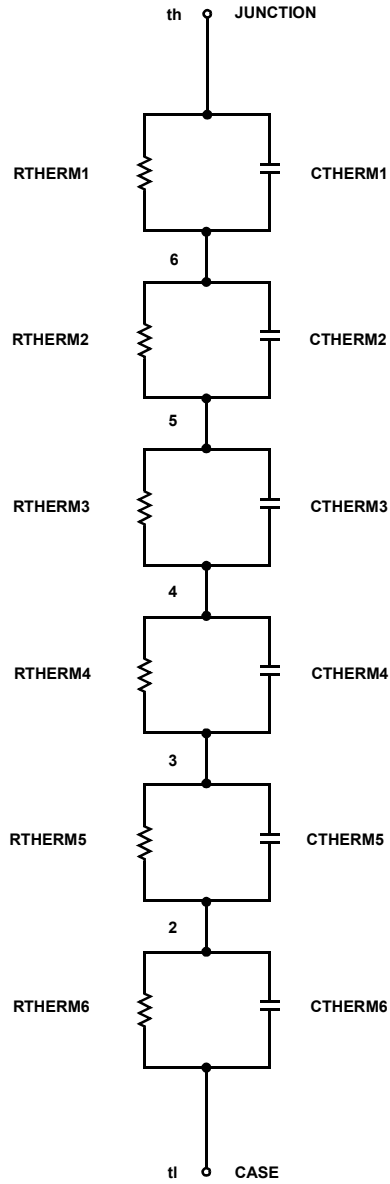 th JUNCTION
RTHERM1 CTHERM1
6
RTHERM2 CTHERM2
5
RTHERM3 CTHERM3
4
RTHERM4 CTHERM4
3
RTHERM5 CTHERM5
2
RTHERM6 CTHERM6
tl CASE